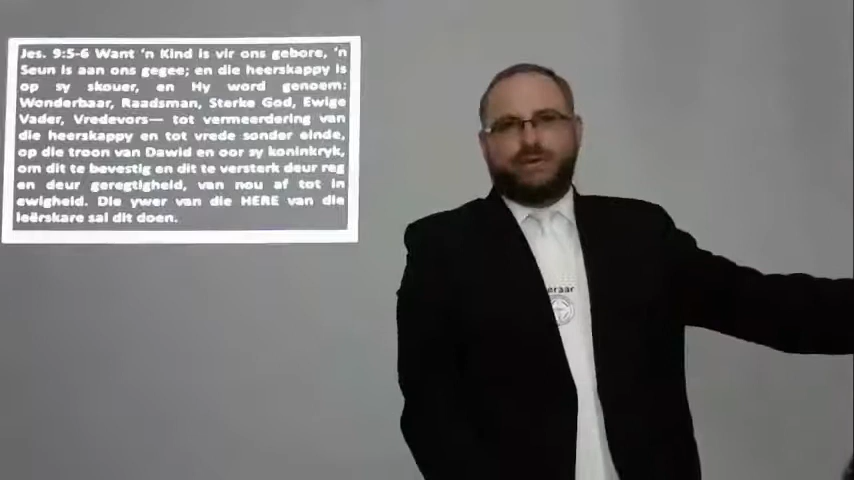 Jes. 9:5-6 Want 'n Kind is vir ons gebore, 'n
Seun is aan ons gegee; en die heerskappy is
op sy skouer, en Hy word genoem:
Wonderbaar, Raadsman, Sterke God, Ewige
Vader, Vredevors— tot vermeerdering van
die heerskappy en tot vrede sonder einde,
op die troon van Dawid en oor sy koninkryk,
om dit te bevestig en dit te versterk deur reg
en deur geregtigheid, van nou af tot in
ewigheid. Die ywer van die HERE van die
leërskare sal dit doen.